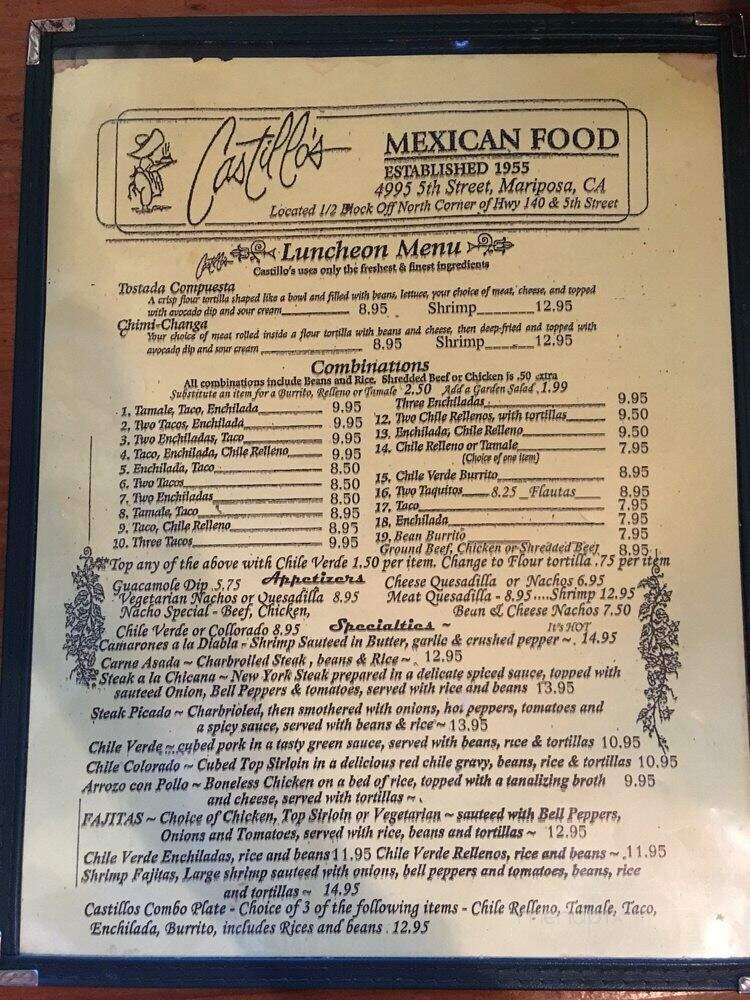 Castillo's
MEXICAN FOOD
ESTABLISHED 1955
4995 5th Street, Mariposa, CA
Located 1/2 Block Off North Corner of Hwy 140 & 5th Street
Castillo's Luncheon Menu
Castillo's uses only the freshest & finest ingredients
Tostada Compuesta
A crisp flour tortilla shaped like a bowl and filled with beans, lettuce, your choice of meat, cheese, and topped
with avocado dip and sour cream 8.95 Shrimp 12.95
Chimi-Changa
Your choice of meat rolled inside a flour tortilla with beans and cheese, then deep-fried and topped with
avocado dip and sour cream 8.95 Shrimp 12.95
Combinations
All combinations include Beans and Rice. Shredded Beef or Chicken is .50 extra
Substitute an item for a Burrito, Relleno or Tamale 2.50 Add a Garden Salad 1.99
1. Tamale, Taco, Enchilada 9.95
2. Two Tacos, Enchilada 9.95
3. Two Enchiladas, Taco 9.95
4. Taco, Enchilada, Chile Relleno 9.95
5. Enchilada, Taco 8.50
6. Two Tacos 8.50
7. Two Enchiladas 8.50
8. Tamale, Taco 8.95
9. Taco, Chile Relleno 8.95
10. Three Tacos 9.95
Three Enchiladas 9.95
12. Two Chile Rellenos, with tortillas 9.50
13. Enchilada, Chile Relleno 9.50
14. Chile Relleno or Tamale 7.95
(Choice of one item)
15. Chile Verde Burrito 8.95
16. Two Taquitos 8.25 Flautas 8.95
17. Taco 7.95
18. Enchilada 7.95
19. Bean Burrito 7.95
Ground Beef, Chicken or Shredded Beef 8.95
Top any of the above with Chile Verde 1.50 per item. Change to Flour tortilla .75 per item
Appetizers
Guacamole Dip 5.75
Vegetarian Nachos or Quesadilla 8.95
Nacho Special - Beef, Chicken,
Chile Verde or Collorado 8.95
Cheese Quesadilla or Nachos 6.95
Meat Quesadilla - 8.95....Shrimp 12.95
Bean & Cheese Nachos 7.50
Specialties ~
It's HOT
Camarones a la Diabla - Shrimp Sauteed in Butter, garlic & crushed pepper ~. 14.95
Carne Asada ~ Charbroiled Steak, beans & Rice ~. 12.95
Steak a la Chicana ~ New York Steak prepared in a delicate spiced sauce, topped with
sauteed Onion, Bell Peppers & tomatoes, served with rice and beans 13.95
Steak Picado ~ Charbrioled, then smothered with onions, hot peppers, tomatoes and
a spicy sauce, served with beans & rice ~ 13.95
Chile Verde ~ cubed pork in a tasty green sauce, served with beans, rice & tortillas 10.95
Chile Colorado ~ Cubed Top Sirloin in a delicious red chile gravy, beans, rice & tortillas 10.95
Arrozo con Pollo ~ Boneless Chicken on a bed of rice, topped with a tanalizing broth 9.95
and cheese, served with tortillas ~.
FAJITAS ~ Choice of Chicken, Top Sirloin or Vegetarian ~ sauteed with Bell Peppers,
Onions and Tomatoes, served with rice, beans and tortillas ~ 12.95
Chile Verde Enchiladas, rice and beans 11.95 Chile Verde Rellenos, rice and beans ~ .11.95
Shrimp Fajitas, Large shrimp sauteed with onions, bell peppers and tomatoes, beans, rice
and tortillas ~ 14.95
Castillos Combo Plate - Choice of 3 of the following items - Chile Relleno, Tamale, Taco,
Enchilada, Burrito, includes Rices and beans . 12.95